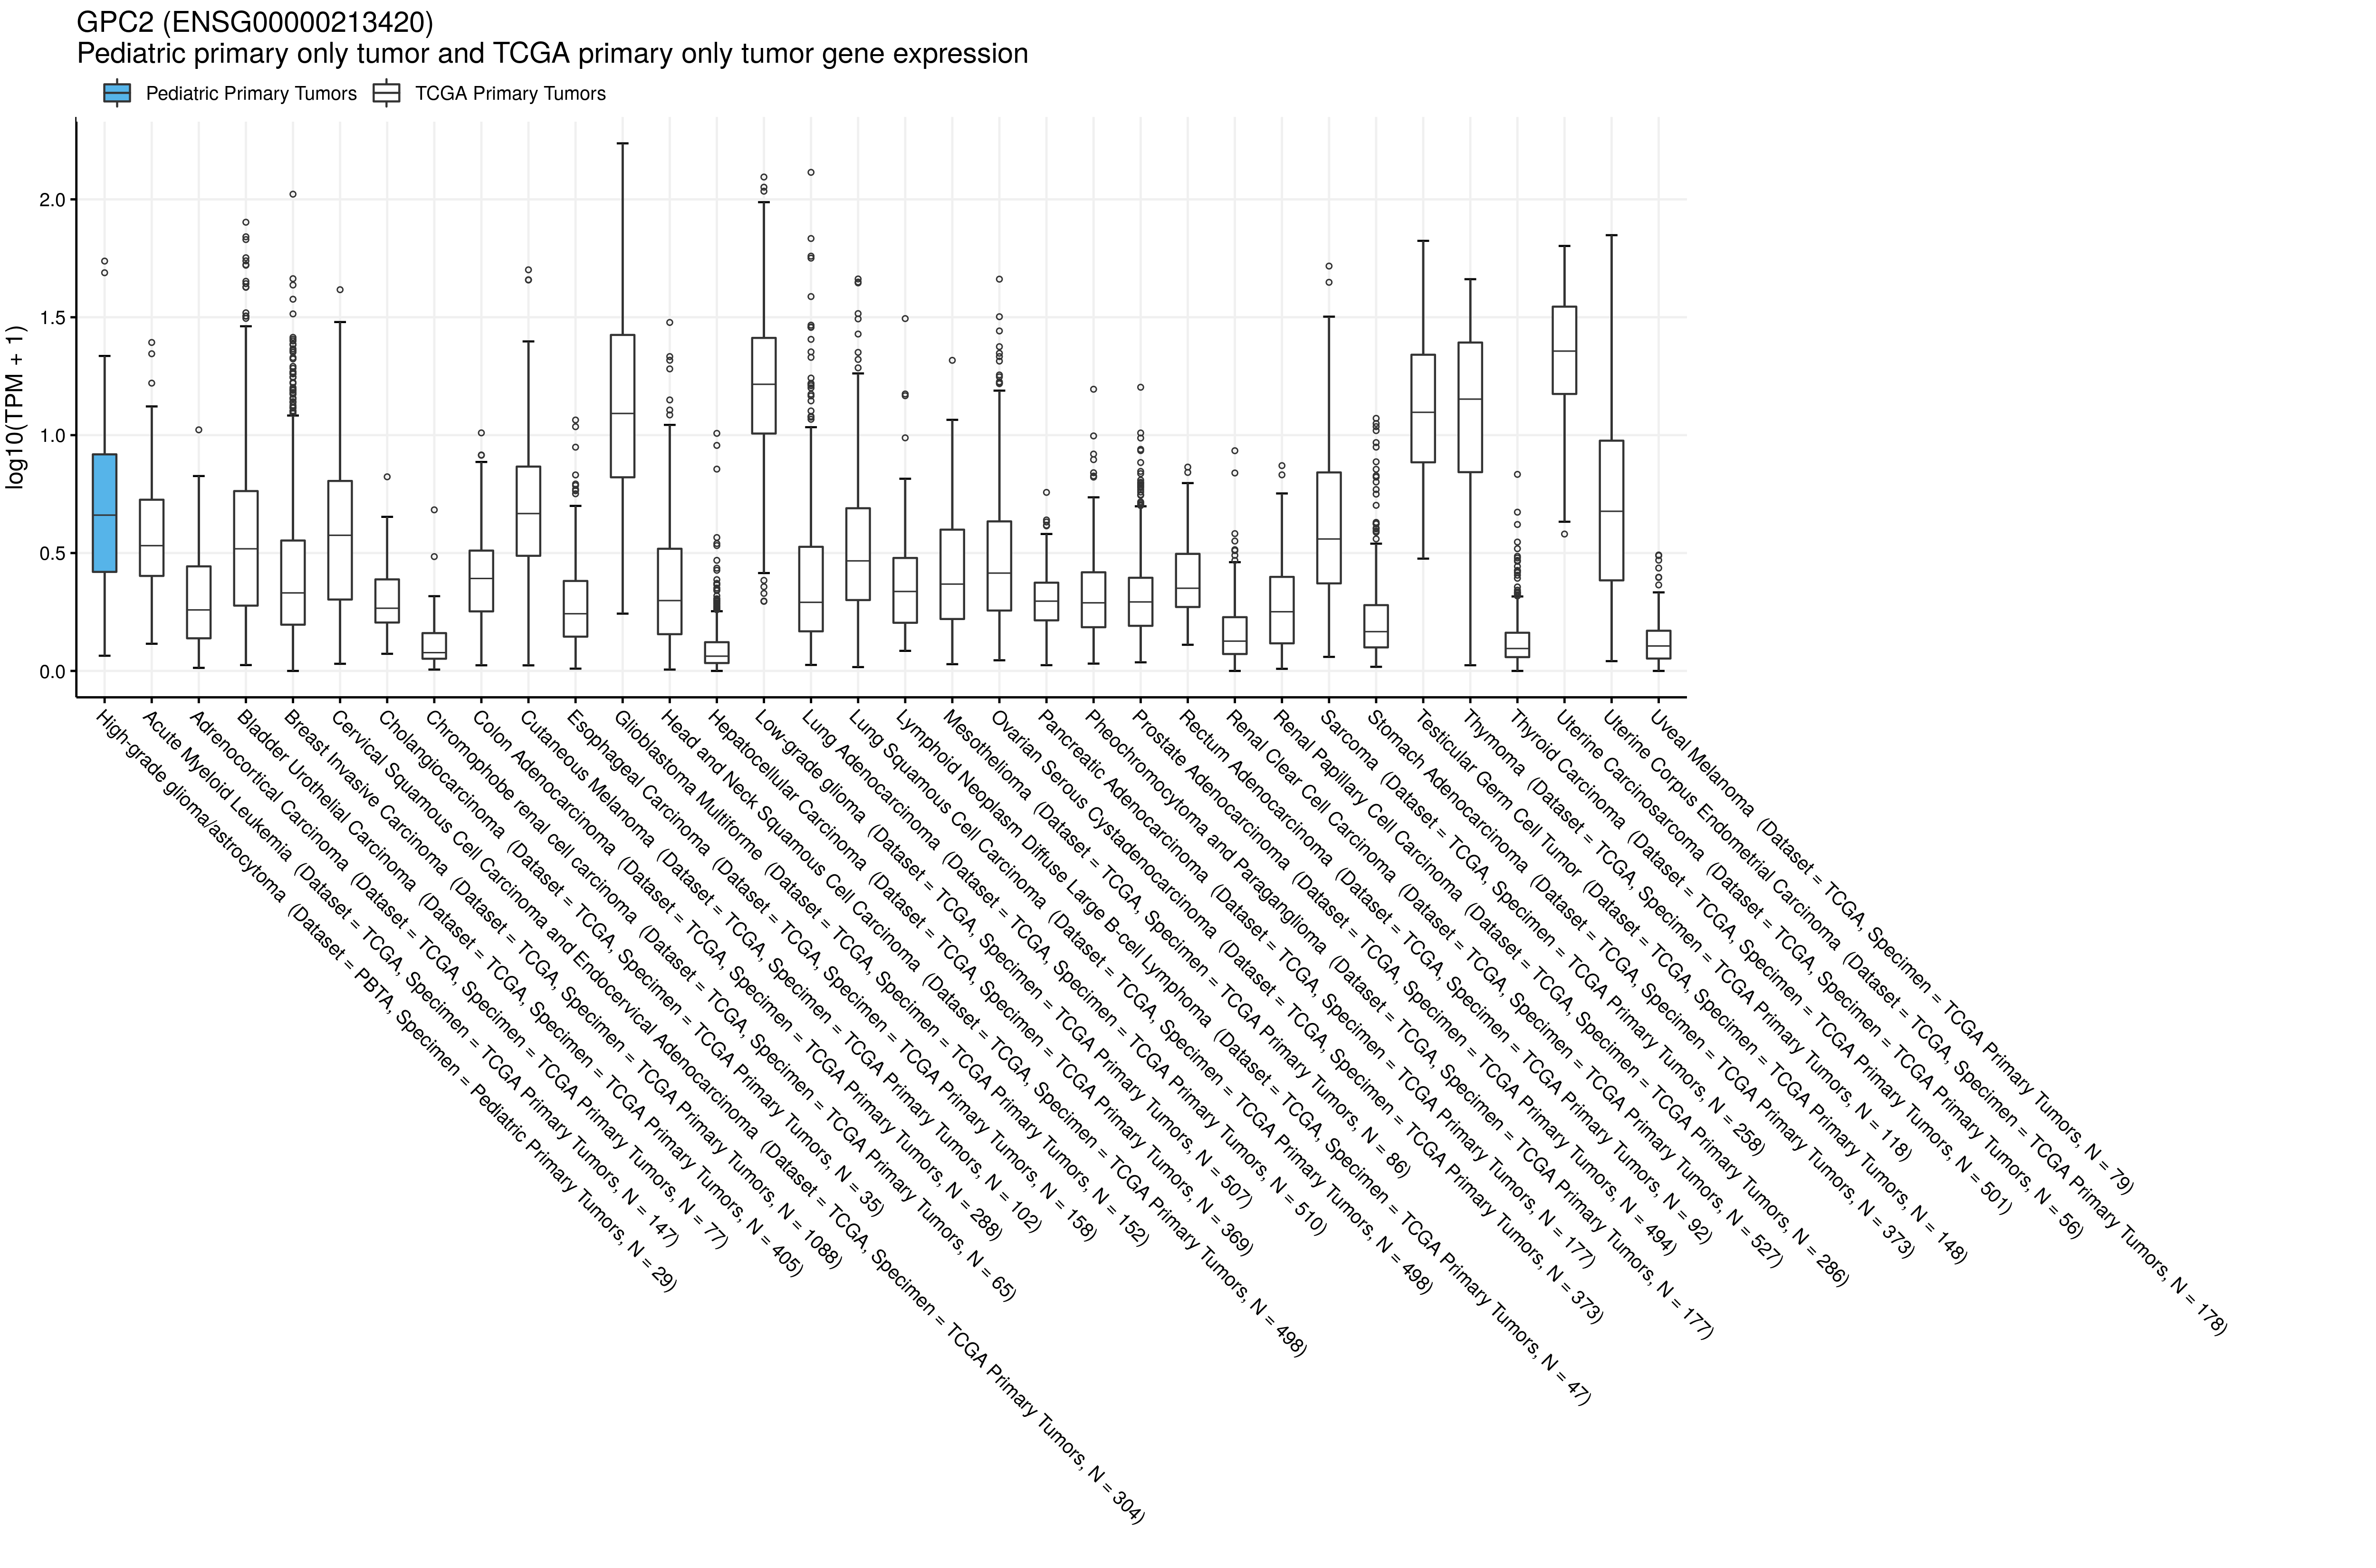 GPC2 (ENSG00000213420)
Pediatric primary only tumor and TCGA primary only tumor gene expression
Pediatric Primary Tumors
TCGA Primary Tumors
log10(TPM + 1)
2.0
1.5
1.0
0.5
0.0
High-grade glioma/astrocytoma (Dataset = PBTA, Specimen = Pediatric Primary Tumors, N = 29)
Acute Myeloid Leukemia (Dataset = TCGA, Specimen = TCGA Primary Tumors, N = 147)
Adrenocortical Carcinoma (Dataset = TCGA, Specimen = TCGA Primary Tumors, N = 77)
Bladder Urothelial Carcinoma (Dataset = TCGA, Specimen = TCGA Primary Tumors, N = 405)
Breast Invasive Carcinoma (Dataset = TCGA, Specimen = TCGA Primary Tumors, N = 1088)
Cervical Squamous Cell Carcinoma and Endocervical Adenocarcinoma (Dataset = TCGA, Specimen = TCGA Primary Tumors, N = 304)
Cholangiocarcinoma (Dataset = TCGA, Specimen = TCGA Primary Tumors, N = 35)
Chromophobe renal cell carcinoma (Dataset = TCGA, Specimen = TCGA Primary Tumors, N = 65)
Colon Adenocarcinoma (Dataset = TCGA, Specimen = TCGA Primary Tumors, N = 288)
Cutaneous Melanoma (Dataset = TCGA, Specimen = TCGA Primary Tumors, N = 102)
Esophageal Carcinoma (Dataset = TCGA, Specimen = TCGA Primary Tumors, N = 158)
Glioblastoma Multiforme (Dataset = TCGA, Specimen = TCGA Primary Tumors, N = 152)
Head and Neck Squamous Cell Carcinoma (Dataset = TCGA, Specimen = TCGA Primary Tumors, N = 498)
Hepatocellular Carcinoma (Dataset = TCGA, Specimen = TCGA Primary Tumors, N = 369)
Low-grade glioma (Dataset = TCGA, Specimen = TCGA Primary Tumors, N = 507)
Lung Adenocarcinoma (Dataset = TCGA, Specimen = TCGA Primary Tumors, N = 510)
Lung Squamous Cell Carcinoma (Dataset = TCGA, Specimen = TCGA Primary Tumors, N = 498)
Lymphoid Neoplasm Diffuse Large B-cell Lymphoma (Dataset = TCGA, Specimen = TCGA Primary Tumors, N = 47)
Mesothelioma (Dataset = TCGA, Specimen = TCGA Primary Tumors, N = 86)
Ovarian Serous Cystadenocarcinoma (Dataset = TCGA, Specimen = TCGA Primary Tumors, N = 373)
Pancreatic Adenocarcinoma (Dataset = TCGA, Specimen = TCGA Primary Tumors, N = 177)
Pheochromocytoma and Paraganglioma (Dataset = TCGA, Specimen = TCGA Primary Tumors, N = 177)
Prostate Adenocarcinoma (Dataset = TCGA, Specimen = TCGA Primary Tumors, N = 494)
Rectum Adenocarcinoma (Dataset = TCGA, Specimen = TCGA Primary Tumors, N = 92)
Renal Clear Cell Carcinoma (Dataset = TCGA, Specimen = TCGA Primary Tumors, N = 527)
Renal Papillary Cell Carcinoma (Dataset = TCGA, Specimen = TCGA Primary Tumors, N = 286)
Sarcoma (Dataset = TCGA, Specimen = TCGA Primary Tumors, N = 258)
Stomach Adenocarcinoma (Dataset = TCGA, Specimen = TCGA Primary Tumors, N = 373)
Testicular Germ Cell Tumor (Dataset = TCGA, Specimen = TCGA Primary Tumors, N = 148)
Thymoma (Dataset = TCGA, Specimen = TCGA Primary Tumors, N = 118)
Thyroid Carcinoma (Dataset = TCGA, Specimen = TCGA Primary Tumors, N = 501)
Uterine Carcinosarcoma (Dataset = TCGA, Specimen = TCGA Primary Tumors, N = 56)
Uterine Corpus Endometrial Carcinoma (Dataset = TCGA, Specimen = TCGA Primary Tumors, N = 178)
Uveal Melanoma (Dataset = TCGA, Specimen = TCGA Primary Tumors, N = 79)